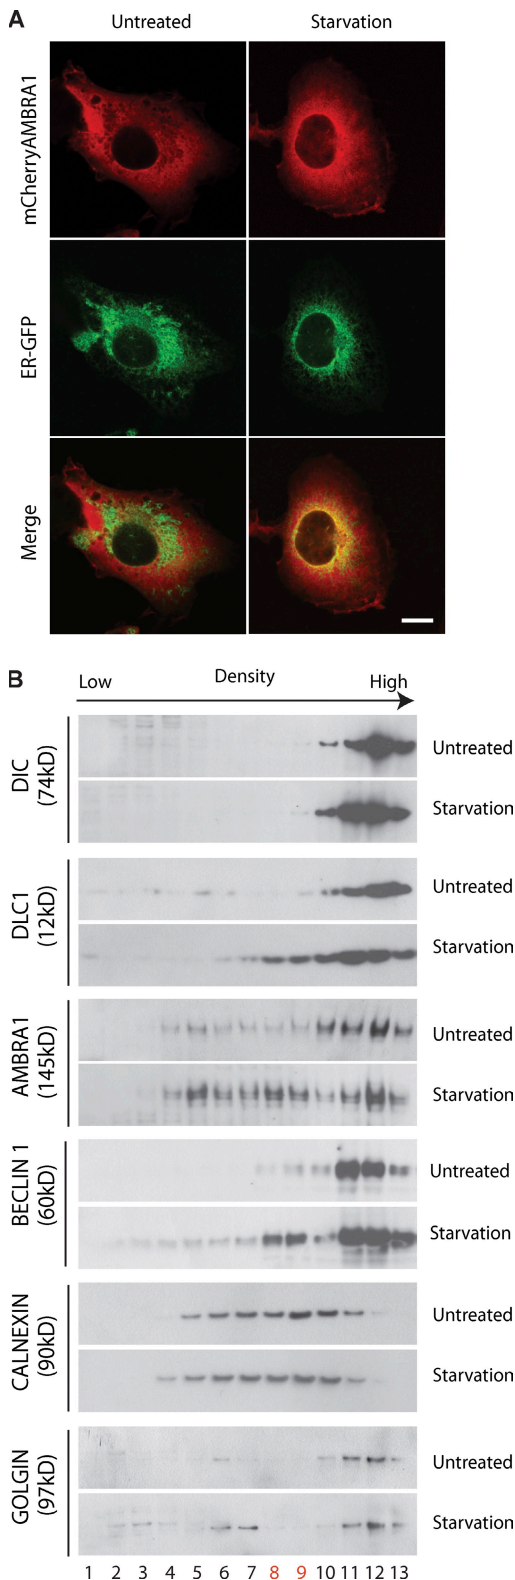 A
Untreated Starvation
mCherryAMBRA1
ER-GFP
Merge
B
Low Density High
DIC
(74kD)
Untreated
Starvation
DLC1
(12kD)
Untreated
Starvation
AMBRA1
(145kD)
Untreated
Starvation
BECLIN 1
(60kD)
Untreated
Starvation
CALNEXIN
(90kD)
Untreated
Starvation
GOLGIN
(97kD)
Untreated
Starvation
1 2 3 4 5 6 7 8 9 10 11 12 13